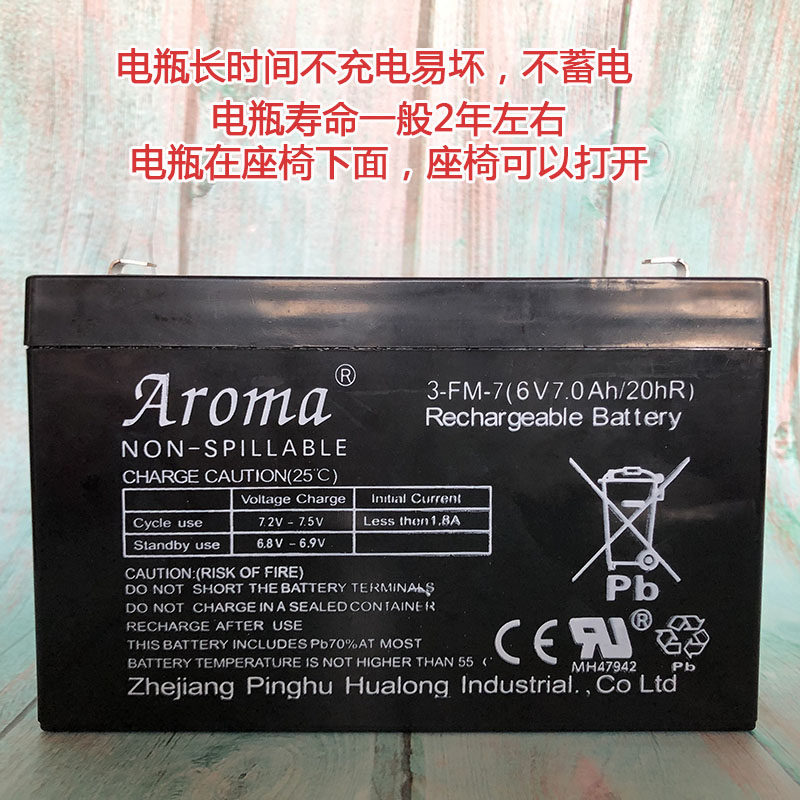 电瓶长时间不充电易坏，不蓄电
电瓶寿命一般2年左右
电瓶在座椅下面，座椅可以打开
Aroma®
3-FM-7(6V7.0Ah/20hR)
Rechargeable Battery
NON-SPILLABLE
CHARGE CAUTION(25℃)
Voltage Charge Initial Current
Cycle use 7.2V - 7.5V Less then1.8A
Standby use 6.8V - 6.9V
CAUTION:(RISK OF FIRE)
DO NOT SHORT THE BATTERY TERMINALS
DO NOT CHARGE IN A SEALED CONTAINER
RECHARGE AFTER USE
THIS BATTERY INCLUDES Pb70%AT MOST
BATTERY TEMPERATURE IS NOT HIGHER THAN 55 C
Pb
CE
UR®
MH47942
Pb
Zhejiang Pinghu Hualong Industrial., Co Ltd